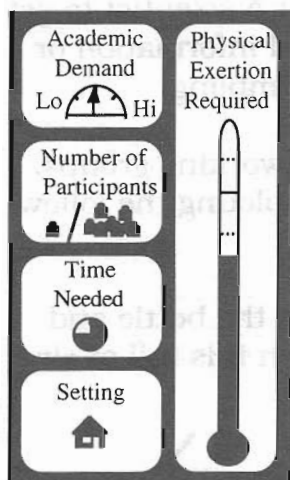 Academic
Demand
Lo Hi
Number of
Participants
Time
Needed
Setting
Physical
Exertion
Required